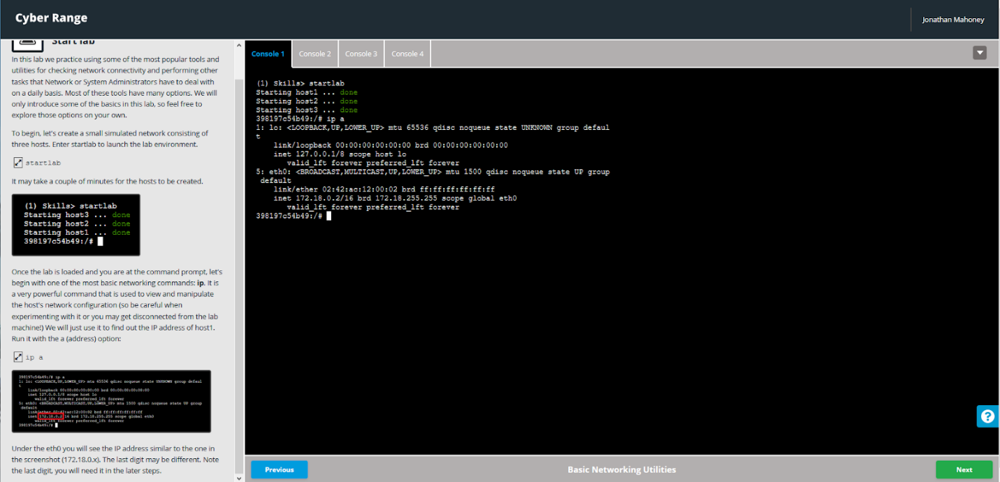 Cyber Range
Jonathan Mahoney
Start lab
In this lab we practice using some of the most popular tools and
utilities for checking network connectivity and performing other
tasks that Network or System Administrators have to deal with
on a daily basis. Most of these tools have many options. We will
only introduce some of the basics in this lab, so feel free to
explore those options on your own.
To begin, let's create a small simulated network consisting of
three hosts. Enter startlab to launch the lab environment.
startlab
It may take a couple of minutes for the hosts to be created.
(1) Skills> startlab
Starting host3 ... done
Starting host2 ... done
Starting host1 ... done
398197c54b49:/#
Once the lab is loaded and you are at the command prompt, let's
begin with one of the most basic networking commands: ip. It is
a very powerful command that is used to view and manipulate
the host's network configuration (so be careful when
experimenting with it or you may get disconnected from the lab
machine!) We will just use it to find out the IP address of host1.
Run it with the a (address) option:
ip a
398197c54b49:/# ip a
1: lo: <LOOPBACK,UP,LOWER_UP> mtu 65536 qdisc noqueue state UNKNOWN group defaul
t
link/loopback 00:00:00:00:00:00 brd 00:00:00:00:00:00
inet 127.0.0.1/8 scope host lo
valid_lft forever preferred_lft forever
5: eth0: <BROADCAST,MULTICAST,UP,LOWER_UP> mtu 1500 qdisc noqueue state UP group
default
link/ether 02:42:ac:12:00:02 brd ff:ff:ff:ff:ff:ff
inet 172.18.0.2/16 brd 172.18.255.255 scope global eth0
valid_lft forever preferred_lft forever
398197c54b49:/#
Under the eth0 you will see the IP address similar to the one in
the screenshot (172.18.0.x). The last digit may be different. Note
the last digit, you will need it in the later steps.
Console 1
Console 2
Console 3
Console 4
(1) Skills> startlab
Starting host1 ... done
Starting host2 ... done
Starting host3 ... done
398197c54b49:/# ip a
1: lo: <LOOPBACK,UP,LOWER_UP> mtu 65536 qdisc noqueue state UNKNOWN group defaul
t
link/loopback 00:00:00:00:00:00 brd 00:00:00:00:00:00
inet 127.0.0.1/8 scope host lo
valid_lft forever preferred_lft forever
5: eth0: <BROADCAST,MULTICAST,UP,LOWER_UP> mtu 1500 qdisc noqueue state UP group
default
link/ether 02:42:ac:12:00:02 brd ff:ff:ff:ff:ff:ff
inet 172.18.0.2/16 brd 172.18.255.255 scope global eth0
valid_lft forever preferred_lft forever
398197c54b49:/#
?
Previous
Basic Networking Utilities
Next